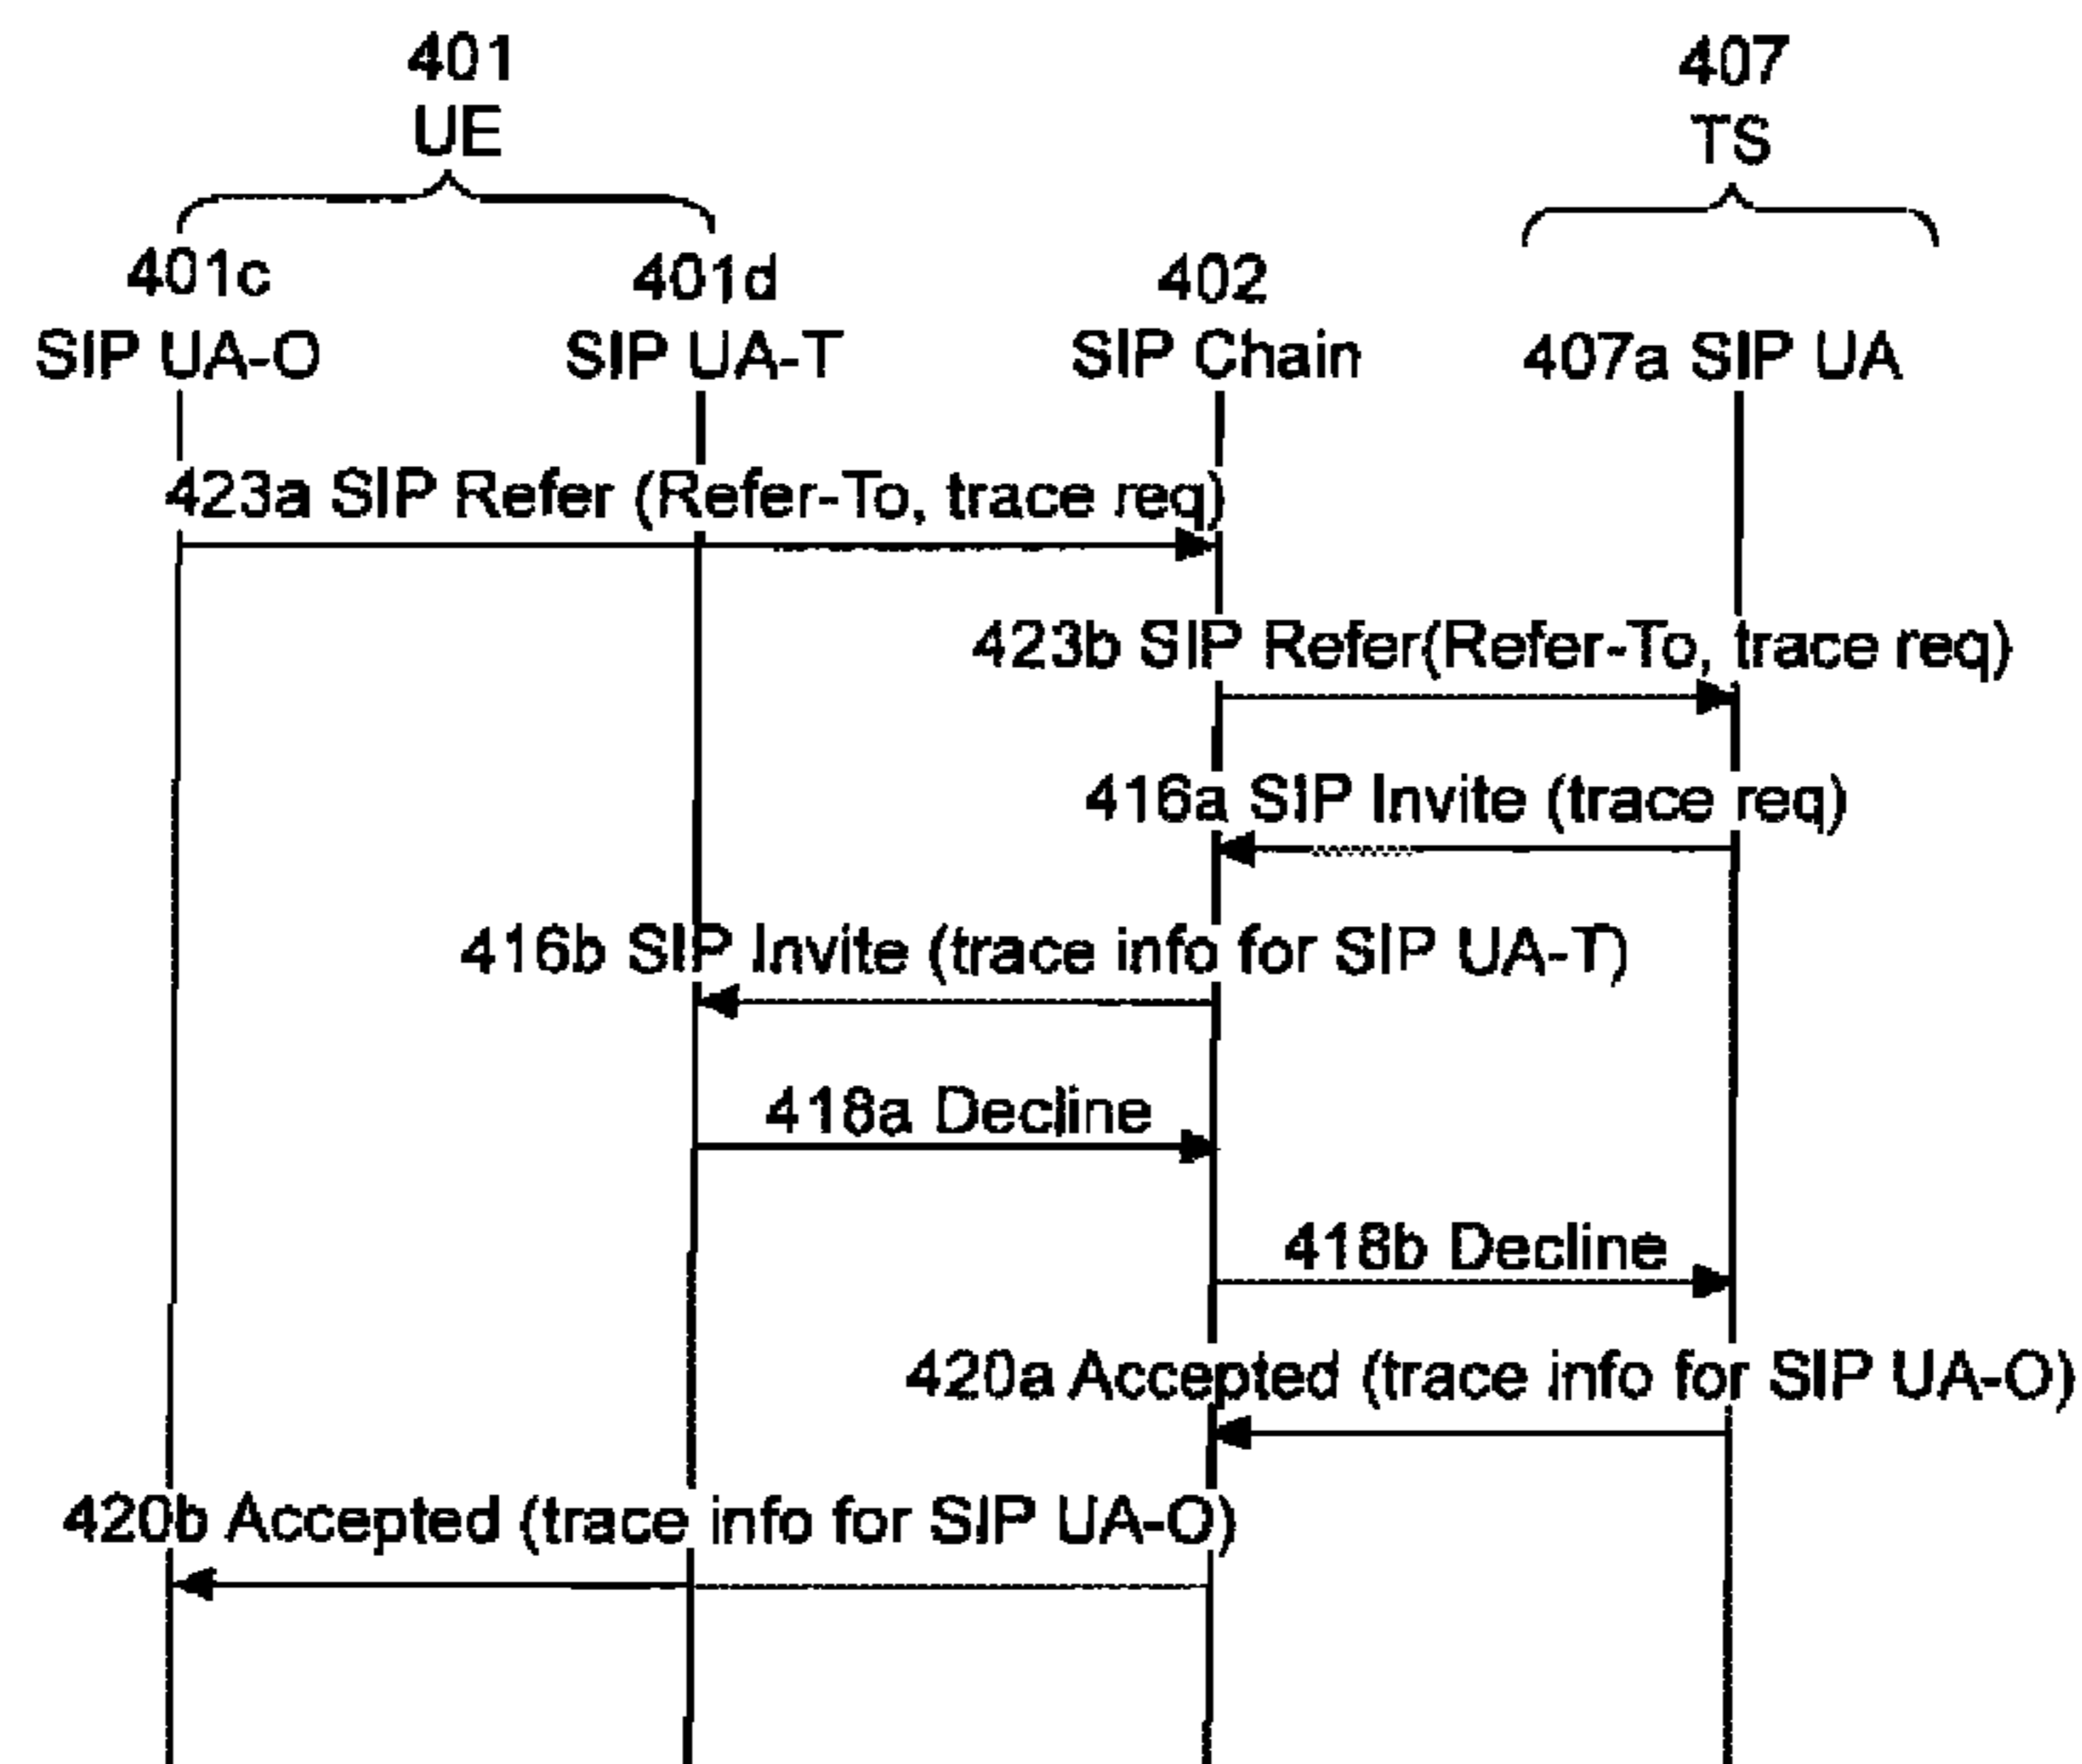 401
UE
407
TS
401c
SIP UA-O
401d
SIP UA-T
402
SIP Chain
407a SIP UA
423a SIP Refer (Refer-To, trace req)
423b SIP Refer(Refer-To, trace req)
416a SIP Invite (trace req)
416b SIP Invite (trace info for SIP UA-T)
418a Decline
418b Decline
420a Accepted (trace info for SIP UA-O)
420b Accepted (trace info for SIP UA-O)